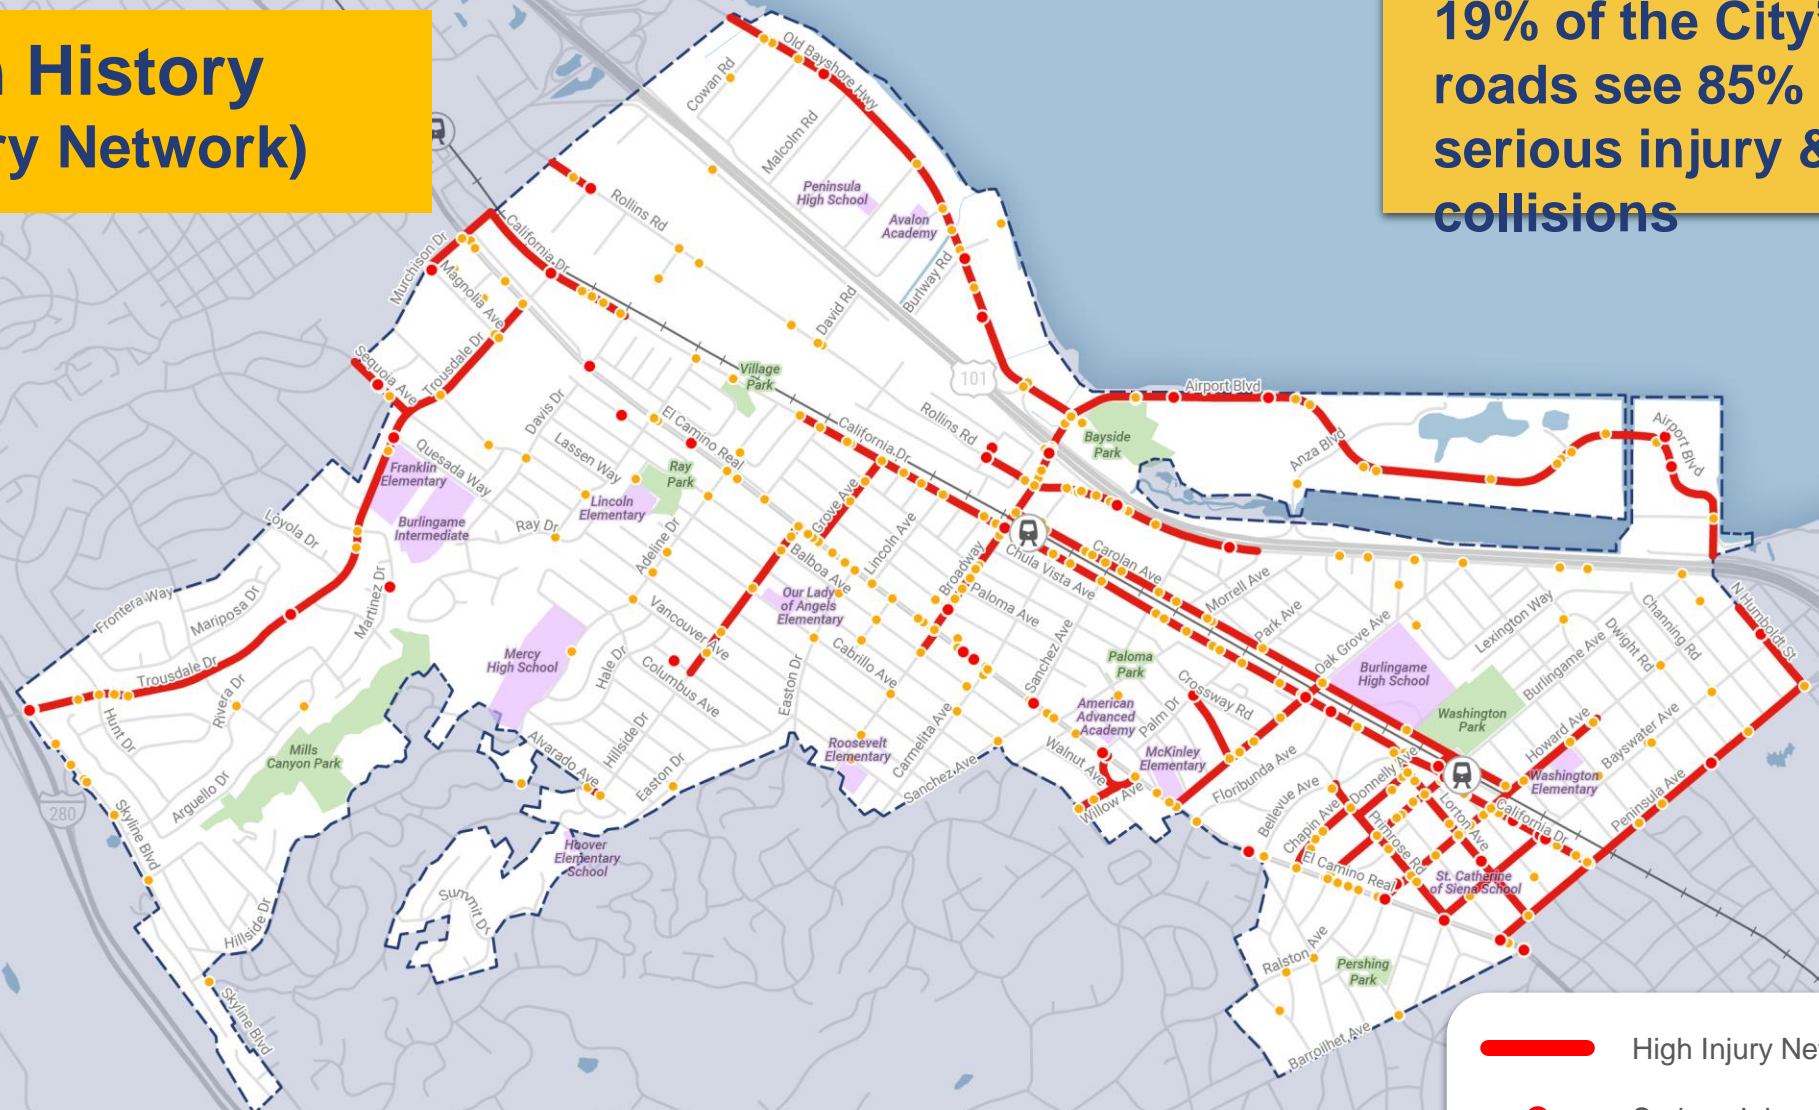 History
ry Network)
19% of the City
roads see 85%
serious injury &
collisions
Old Bayshore Hwy
Cowan Rd
Malcolm Rd
Peninsula
High School
Avalon
Academy
Rollins Rd
California Dr
Murchison Dr
Magnolia Ave
Trousdale Dr
Sequoia Ave
David Rd
Burlway Rd
Village
Park
101
Airport Blvd
Rollins Rd
California Dr
Bayside
Park
Anza Blvd
Airport Blvd
Davis Dr
El Camino Real
Lassen Way
Ray
Park
Quesada Way
Franklin
Elementary
Lincoln
Elementary
Burlingame
Intermediate
Ray Dr
Adeline Dr
Grove Ave
Balboa Ave
Lincoln Ave
Broadway
Chula Vista Ave
Carolan Ave
Morrell Ave
Loyola Dr
Frontera Way
Mariposa Dr
Martinez Dr
Our Lady
of Angels
Elementary
Paloma Ave
Park Ave
Oak Grove Ave
Lexington Way
Channing Rd
N Humboldt St
Dwight Rd
Burlingame Ave
Vancouver Ave
Mercy
High School
Hale Dr
Columbus Ave
Cabrillo Ave
Easton Dr
Sanchez Ave
Paloma
Park
Burlingame
High School
Trousdale Dr
Rivera Dr
Hunt Dr
Mills
Canyon Park
Crossway Rd
American
Advanced
Academy
Palm Dr
Washington
Park
Howard Ave
Bayswater Ave
Hillside Dr
Alvarado Ave
Easton Dr
Roosevelt
Elementary
Carmelita Ave
Sanchez Ave
Walnut Ave
McKinley
Elementary
Willow Ave
Floribunda Ave
Bellevue Ave
Donnelly Ave
Chapin Ave
Primrose Rd
Lorton Ave
California Dr
Washington
Elementary
Peninsula Ave
280
Skyline Blvd
Arguello Dr
Hoover
Elementary
School
El Camino Real
St. Catherine
of Siena School
Summit Dr
Hillside Dr
Ralston Ave
Pershing
Park
Skyline Blvd
Barroilhet Ave
High Injury Ne